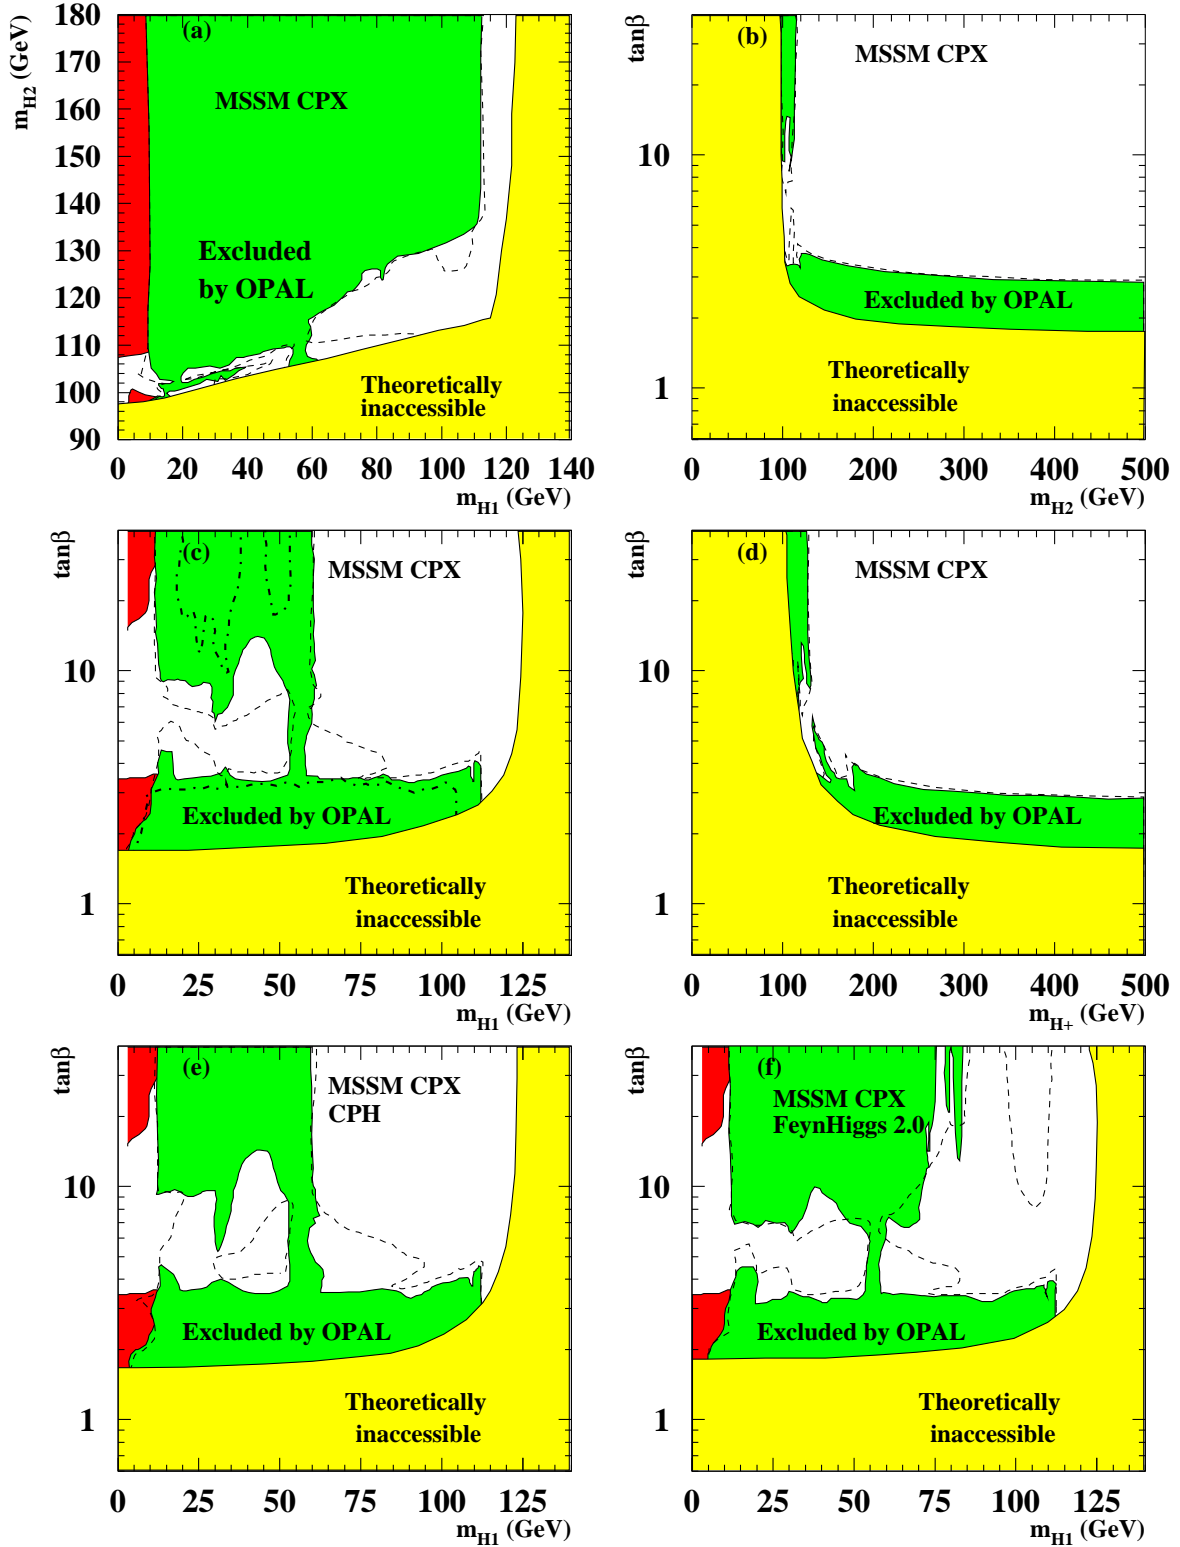 (a)
MSSM CPX
Excluded
by OPAL
Theoretically
inaccessible
m_H2 (GeV)
180
170
160
150
140
130
120
110
100
90
0 20 40 60 80 100 120 140
m_H1 (GeV)
(b)
MSSM CPX
Excluded by OPAL
Theoretically
inaccessible
tanβ
10
1
0 100 200 300 400 500
m_H2 (GeV)
(c)
MSSM CPX
Excluded by OPAL
Theoretically
inaccessible
tanβ
10
1
0 25 50 75 100 125
m_H1 (GeV)
(d)
MSSM CPX
Excluded by OPAL
Theoretically
inaccessible
tanβ
10
1
0 100 200 300 400 500
m_H+ (GeV)
(e)
MSSM CPX
CPH
Excluded by OPAL
Theoretically
inaccessible
tanβ
10
1
0 25 50 75 100 125
m_H1 (GeV)
(f)
MSSM CPX
FeynHiggs 2.0
Excluded by OPAL
Theoretically
inaccessible
tanβ
10
1
0 25 50 75 100 125
m_H1 (GeV)